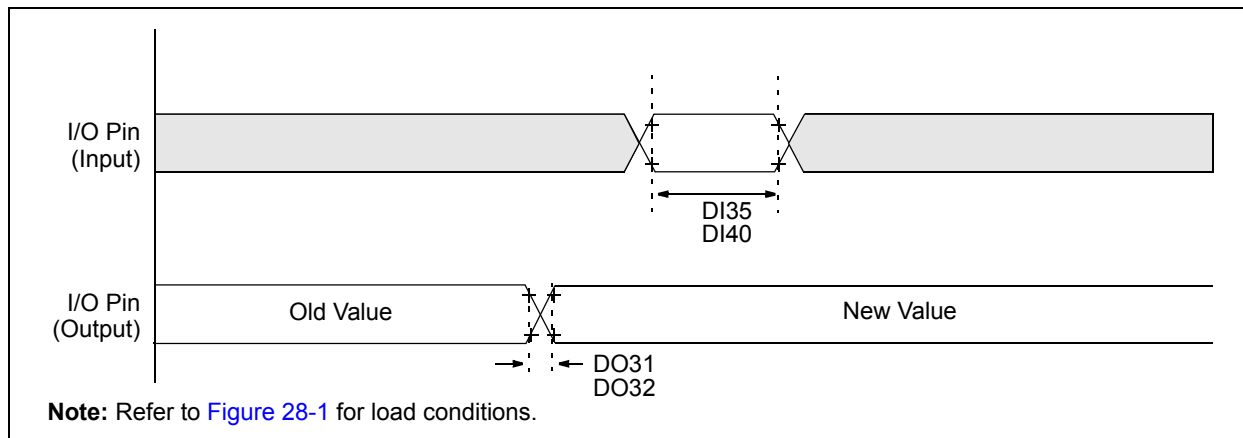 I/O Pin
(Input)
DI35
DI40
I/O Pin
(Output)
Old Value
New Value
DO31
DO32
Note: Refer to Figure 28-1 for load conditions.